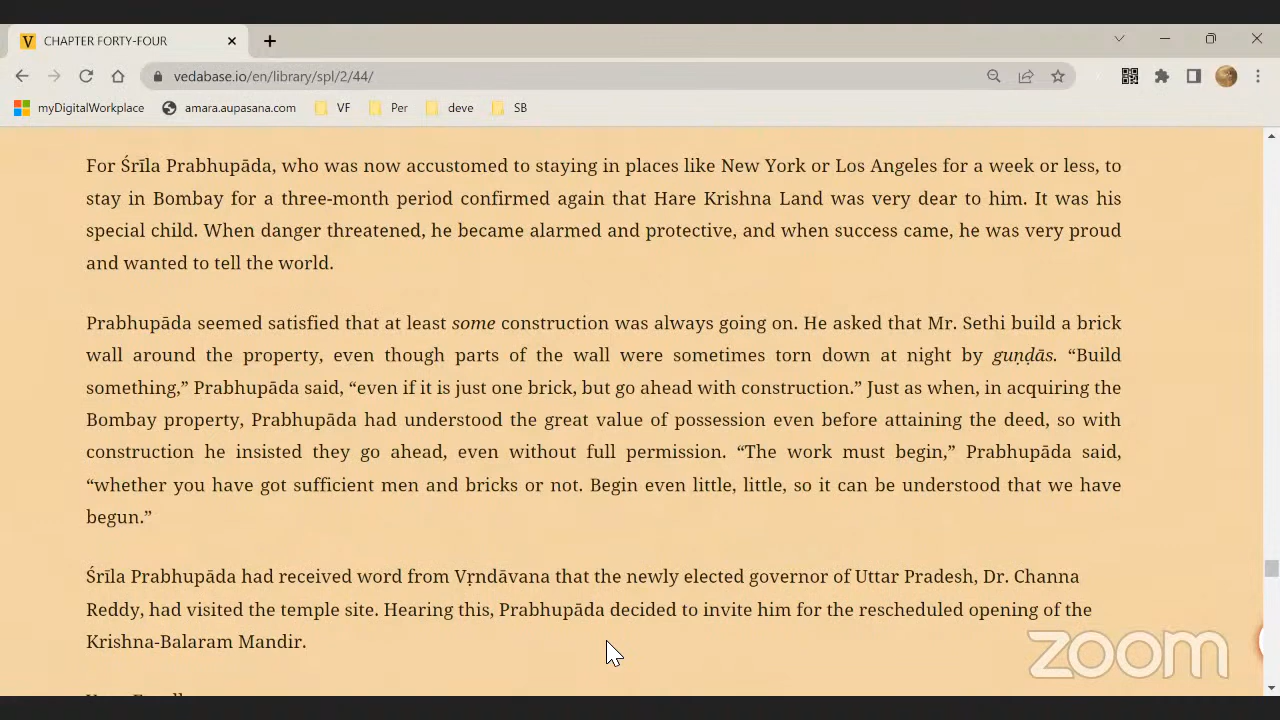 V CHAPTER FORTY-FOUR
vedabase.io/en/library/spl/2/44/
myDigitalWorkplace amara.aupasana.com VF Per deve SB
For Śrīla Prabhupāda, who was now accustomed to staying in places like New York or Los Angeles for a week or less, to
stay in Bombay for a three-month period confirmed again that Hare Krishna Land was very dear to him. It was his
special child. When danger threatened, he became alarmed and protective, and when success came, he was very proud
and wanted to tell the world.
Prabhupāda seemed satisfied that at least some construction was always going on. He asked that Mr. Sethi build a brick
wall around the property, even though parts of the wall were sometimes torn down at night by guṇḍās. “Build
something,” Prabhupāda said, “even if it is just one brick, but go ahead with construction.” Just as when, in acquiring the
Bombay property, Prabhupāda had understood the great value of possession even before attaining the deed, so with
construction he insisted they go ahead, even without full permission. “The work must begin,” Prabhupāda said,
“whether you have got sufficient men and bricks or not. Begin even little, little, so it can be understood that we have
begun.”
Śrīla Prabhupāda had received word from Vṛndāvana that the newly elected governor of Uttar Pradesh, Dr. Channa
Reddy, had visited the temple site. Hearing this, Prabhupāda decided to invite him for the rescheduled opening of the
Krishna-Balaram Mandir.
zoom